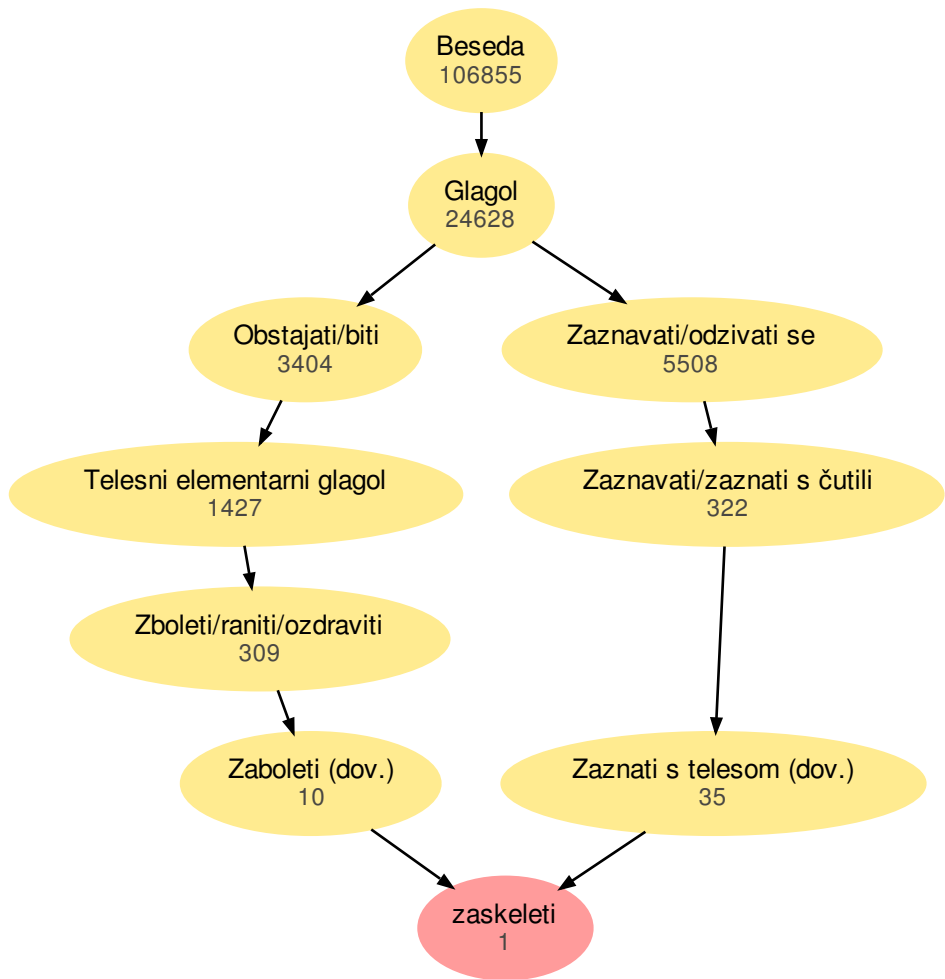 Beseda
106855
Glagol
24628
Obstajati/biti
3404
Zaznavati/odzivati se
5508
Telesni elementarni glagol
1427
Zaznavati/zaznati s čutili
322
Zboleti/raniti/ozdraviti
309
Zaboleti (dov.)
10
Zaznati s telesom (dov.)
35
zaskeleti
1